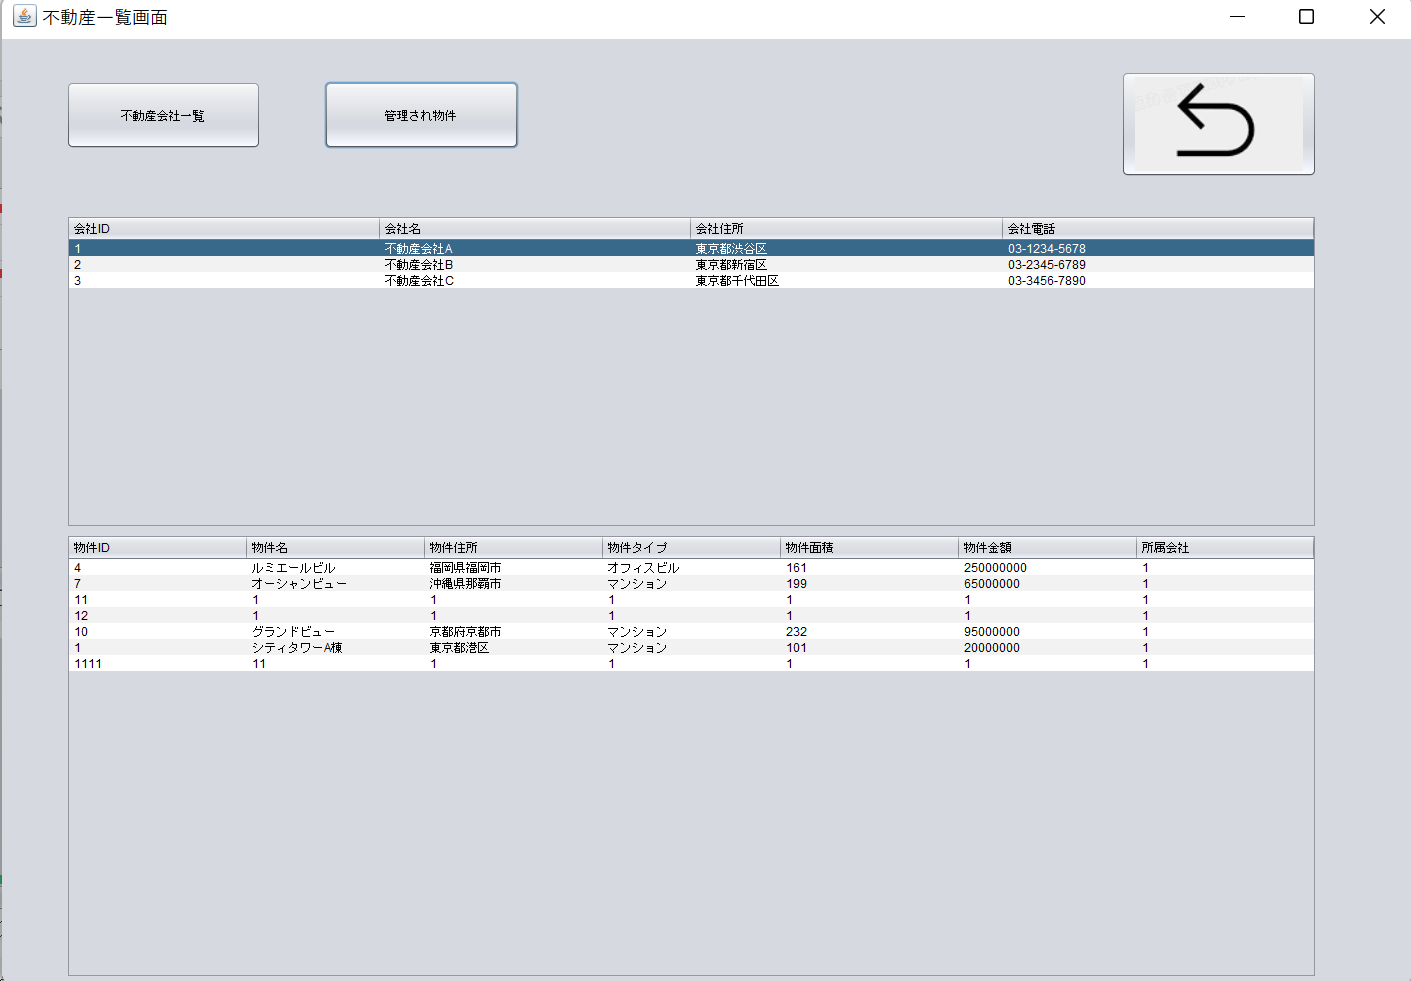 不動産一覧画面
不動産会社一覧 管理され物件
会社ID 会社名 会社住所 会社電話
1 不動産会社A 東京都渋谷区 03-1234-5678
2 不動産会社B 東京都新宿区 03-2345-6789
3 不動産会社C 東京都千代田区 03-3456-7890
物件ID 物件名 物件住所 物件タイプ 物件面積 物件金額 所属会社
4 ルミエールビル 福岡県福岡市 オフィスビル 161 250000000 1
7 オーシャンビュー 沖縄県那覇市 マンション 199 65000000 1
11 1 1 1 1 1 1
12 1 1 1 1 1 1
10 グランドビュー 京都府京都市 マンション 232 95000000 1
1 シティタワーA棟 東京都港区 マンション 101 20000000 1
1111 11 1 1 1 1 1